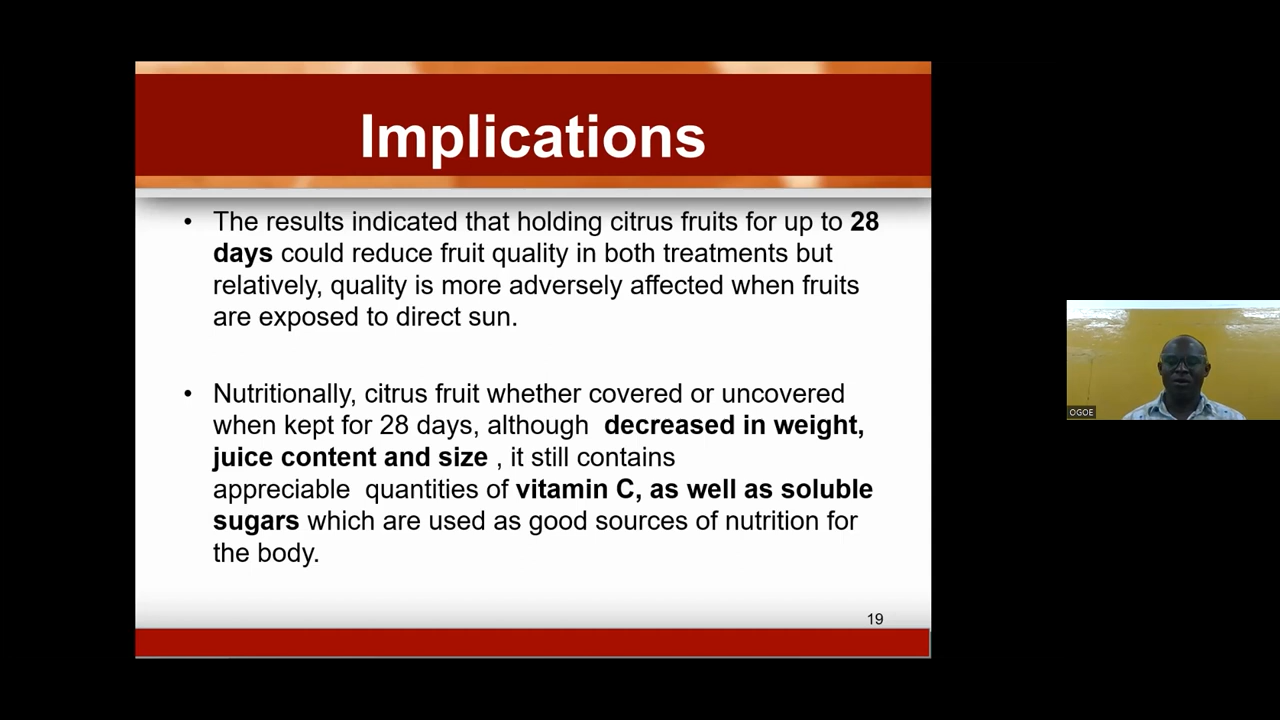 Implications
• The results indicated that holding citrus fruits for up to 28
days could reduce fruit quality in both treatments but
relatively, quality is more adversely affected when fruits
are exposed to direct sun.
• Nutritionally, citrus fruit whether covered or uncovered
when kept for 28 days, although decreased in weight,
juice content and size , it still contains
appreciable quantities of vitamin C, as well as soluble
sugars which are used as good sources of nutrition for
the body.
19
OGOE